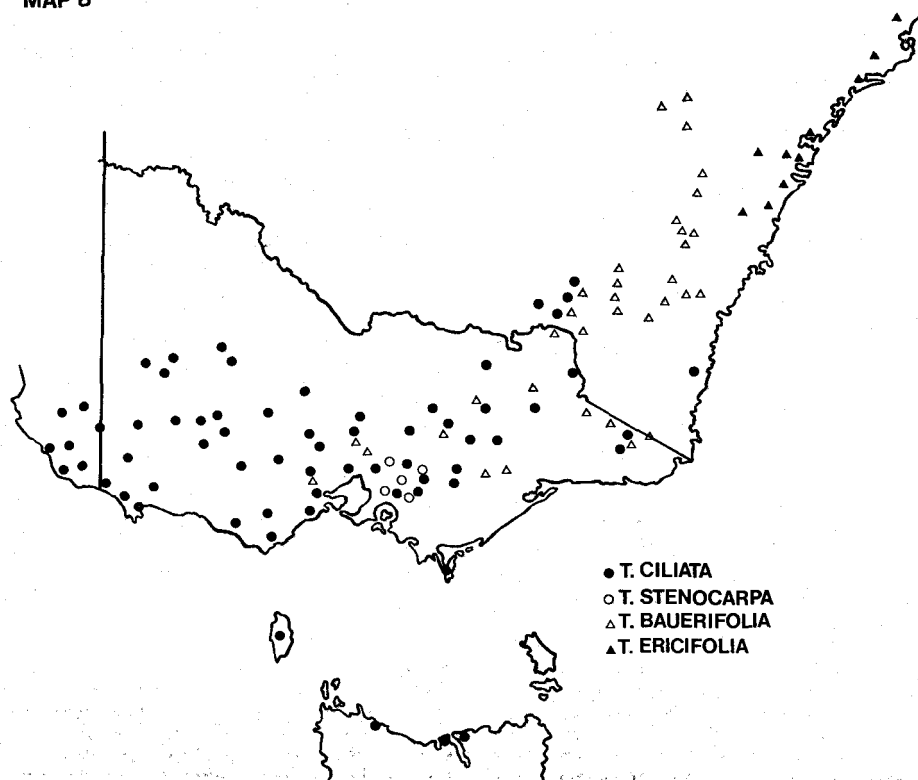 MAP 8
T. CILIATA
T. STENOCARPA
T. BAUERIFOLIA
T. ERICIFOLIA